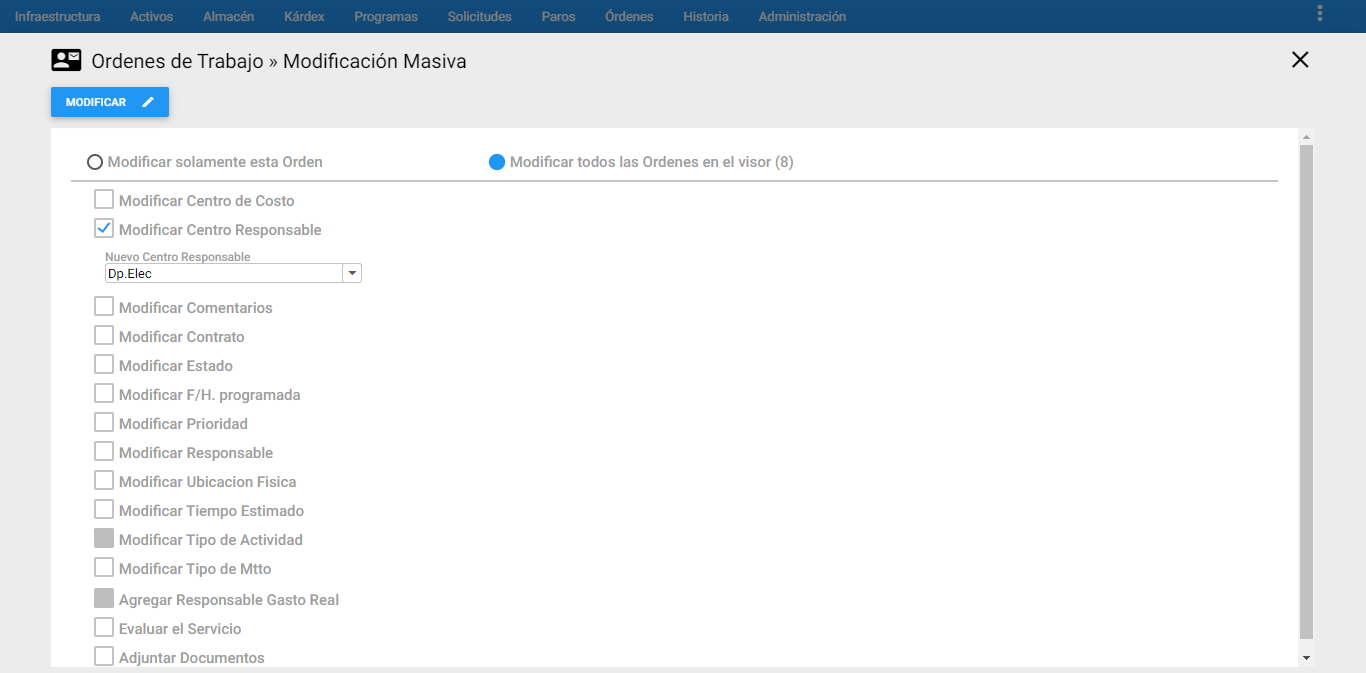 Infraestructura Activos Almacén Kárdex Programas Solicitudes Paros Órdenes Historia Administración
Ordenes de Trabajo » Modificación Masiva
MODIFICAR
Modificar solamente esta Orden Modificar todos las Ordenes en el visor (8)
Modificar Centro de Costo
Modificar Centro Responsable
Nuevo Centro Responsable
Dp.Elec
Modificar Comentarios
Modificar Contrato
Modificar Estado
Modificar F/H. programada
Modificar Prioridad
Modificar Responsable
Modificar Ubicacion Fisica
Modificar Tiempo Estimado
Modificar Tipo de Actividad
Modificar Tipo de Mtto
Agregar Responsable Gasto Real
Evaluar el Servicio
Adjuntar Documentos